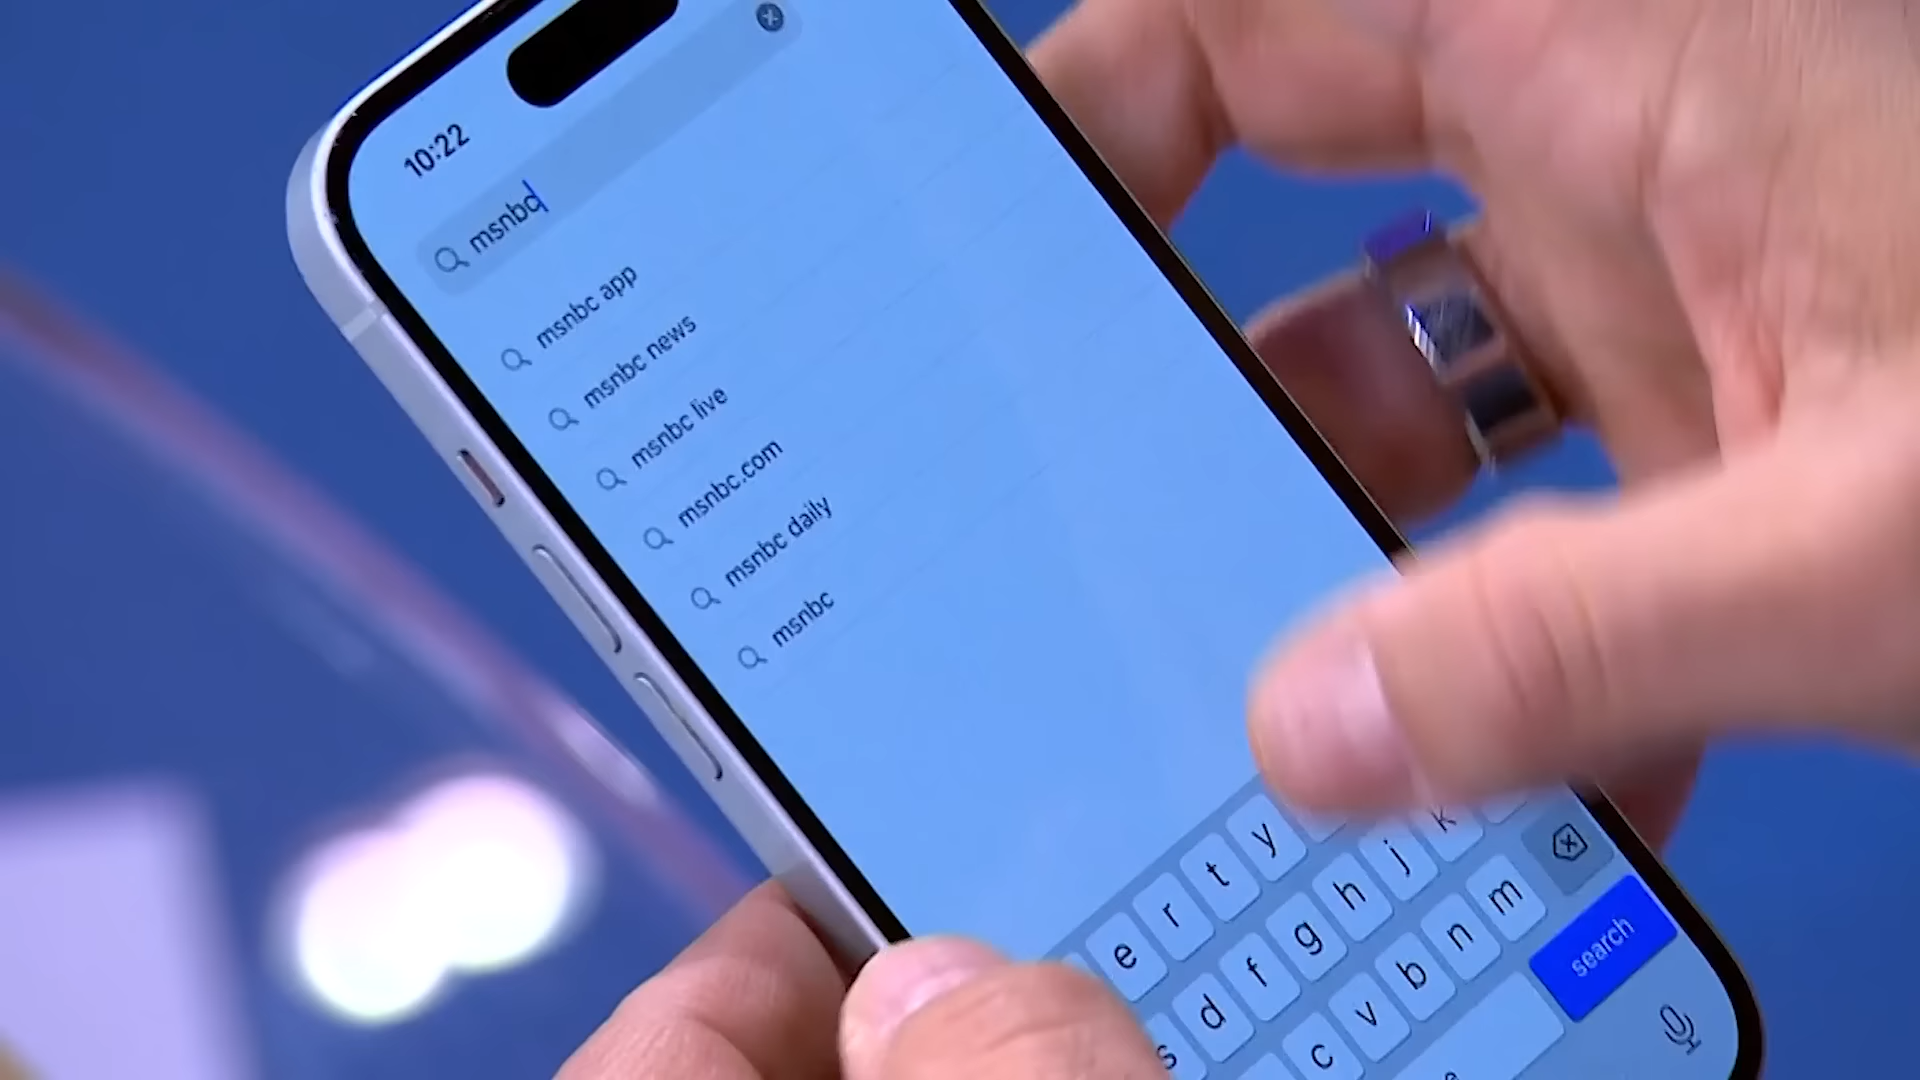 10:22
msnbc
msnbc app
msnbc news
msnbc live
msnbc.com
msnbc daily
msnbc
e r t y
d f g h j k
s c v b n m
search